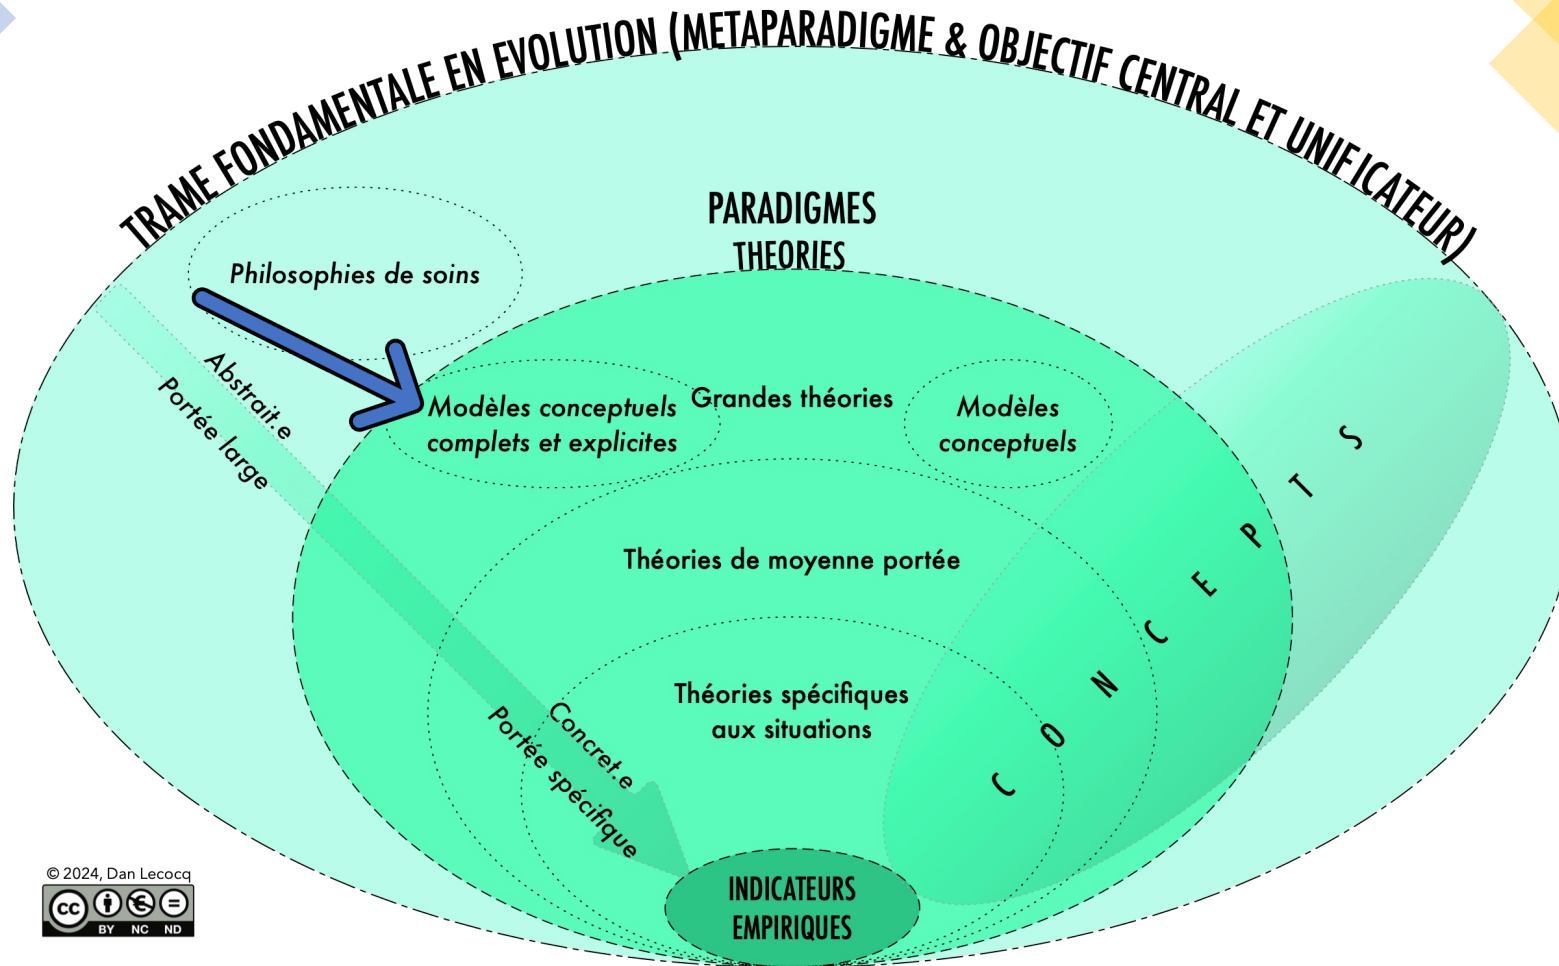 TRAME FONDAMENTALE EN EVOLUTION (METAPARADIGME & OBJECTIF CENTRAL ET UNIFICATEUR)
PARADIGMES
THEORIES
Philosophies de soins
Abstrait.e
Portée large
Modèles conceptuels
complets et explicites
Grandes théories
Modèles
conceptuels
Théories de moyenne portée
Théories spécifiques
aux situations
Concret.e
Portée spécifique
CONCEPTS
INDICATEURS
EMPIRIQUES
© 2024, Dan Lecocq
cc
BY NC ND